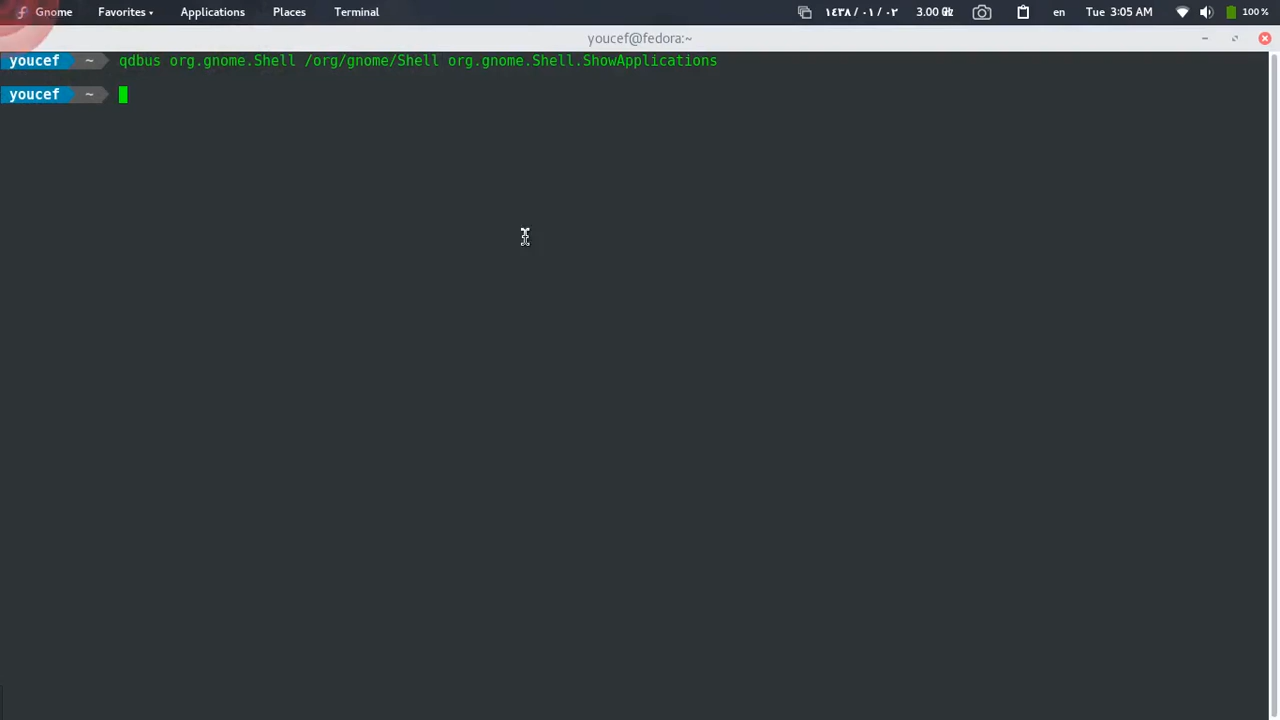 Gnome Favorites Applications Places Terminal ١٤٣٨ / ٠١ / ٠٢ 3.00 en Tue 3:05 AM 100 %
youcef@fedora:~
youcef ~ qdbus org.gnome.Shell /org/gnome/Shell org.gnome.Shell.ShowApplications
youcef ~